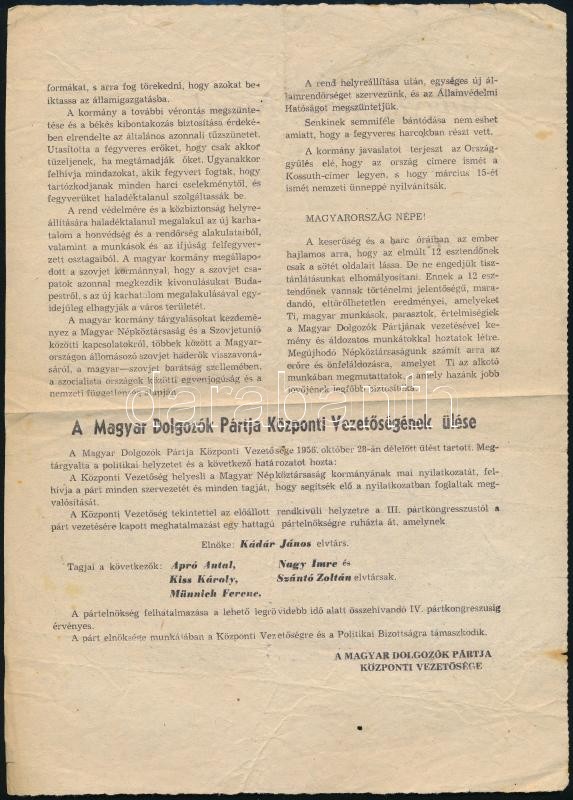 formákat, s arra fog törekedni, hogy azokat be-
iktassa az államigazgatásba.
A kormány a további vérontás megszünte-
tése és a békés kibontakozás biztosítása érdeké-
ben elrendelte az általános azonnali tűzszünetet.
Utasította a fegyveres erőket, hogy csak akkor
tüzeljenek, ha megtámadják őket. Ugyanakkor
felhívja mindazokat, akik fegyvert fogtak, hogy
tartózkodjanak minden harci cselekménytől, és
fegyverüket haladéktalanul szolgáltassák be.
A rend védelmére és a közbiztonság helyre-
állítására haladéktalanul megalakul az új karha-
talom a honvédség és a rendőrség alakulataiból,
valamint a munkások és az ifjúság felfegyver-
zett osztagaiból. A magyar kormány megállapo-
dott a szovjet kormánnyal, hogy a szovjet csa-
patok azonnal megkezdik kivonulásukat Buda-
pestről, s az új karhatalom megalakulásával egy-
idejűleg elhagyják a város területét.
A magyar kormány tárgyalásokat kezdemé-
nyez a Magyar Népköztársaság és a Szovjetunió
közötti kapcsolatokról, többek között a Magyar-
országon állomásozó szovjet haderők visszavoná-
sáról, a magyar—szovjet barátság szellemében,
a szocialista országok közötti egyenjogúság és a
nemzeti függetlenség alapján.
A rend helyreállítása után, egységes új ál-
lamrendőrséget szervezünk, és az Államvédelmi
Hatóságot megszüntetjük.
Senkinek semmiféle bántódása nem eshet
amiatt, hogy a fegyveres harcokban részt vett.
A kormány javaslatot terjeszt az Ország-
gyűlés elé, hogy az ország címere ismét a
Kossuth-címer legyen, s hogy március 15-ét
ismét nemzeti ünneppé nyilvánítsák.
MAGYARORSZÁG NÉPE!
A keserűség és a harc óráiban az ember
hajlamos arra, hogy az elmúlt 12 esztendőnek
csak a sötét oldalait lássa. De ne engedjük tisz-
tánlátásunkat elhomályosítani. Ennek a 12 esz-
tendőnek vannak történelmi jelentőségű, mara-
dandó, eltörölhetetlen eredményei, amelyeket
Ti, magyar munkások, parasztok, értelmiségiek
a Magyar Dolgozók Pártjának vezetésével ke-
mény és áldozatos munkátokkal hoztatok létre.
Megújhodó Népköztársaságunk számít arra az
erőre és önfeláldozásra, amelyet Ti az alkotó
munkában megmutattatok, s amely hazánk jobb
jövőjének legfőbb biztosítéka.
darabanth
A Magyar Dolgozók Pártja Központi Vezetőségének ülése
A Magyar Dolgozók Pártja Központi Vezetősége 1956. október 28-án délelőtt ülést tartott. Meg-
tárgyalta a politikai helyzetet és a következő határozatot hozta:
A Központi Vezetőség helyesli a Magyar Népköztársaság kormányának mai nyilatkozatát, fel-
hívja a párt minden szervezetét és minden tagját, hogy segítsék elő a nyilatkozatban foglaltak meg-
valósítását.
A Központi Vezetőség tekintettel az előállott rendkívüli helyzetre a III. pártkongresszustól a
párt vezetésére kapott meghatalmazást egy hattagú pártelnökségre ruházta át, amelynek
Elnöke: Kádár János elvtárs.
Tagjai a következők: Apró Antal, Nagy Imre és
Kiss Károly, Szántó Zoltán elvtársak.
Münnich Ferenc,
A pártelnökség felhatalmazása a lehető legrövidebb idő alatt összehívandó IV. pártkongresszusig
érvényes.
A párt elnöksége munkájában a Központi Vezetőségre és a Politikai Bizottságra támaszkodik.
A MAGYAR DOLGOZÓK PÁRTJA
KÖZPONTI VEZETŐSÉGE